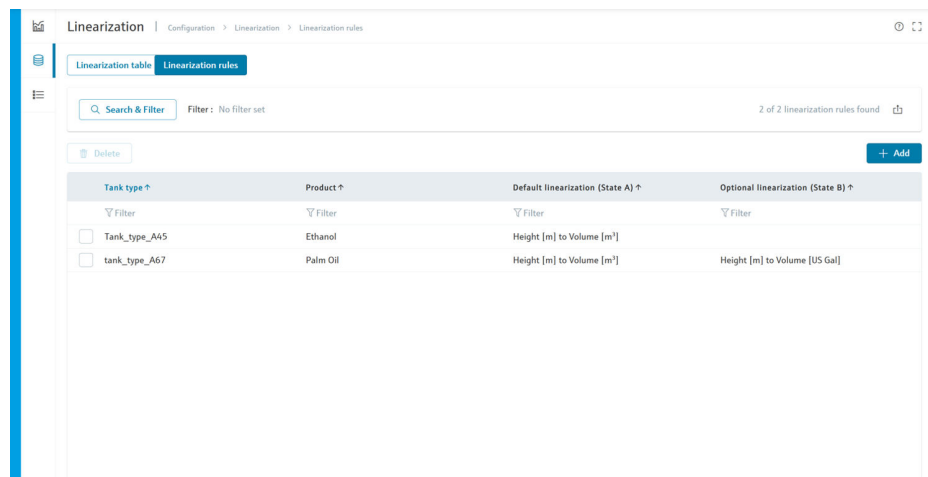 Linearization | Configuration > Linearization > Linearization rules
Linearization table Linearization rules
Search & Filter Filter : No filter set 2 of 2 linearization rules found
Delete + Add
Tank type ↑ Product ↑ Default linearization (State A) ↑ Optional linearization (State B) ↑
Filter Filter Filter Filter
Tank_type_A45 Ethanol Height [m] to Volume [m³]
tank_type_A67 Palm Oil Height [m] to Volume [m³] Height [m] to Volume [US Gal]